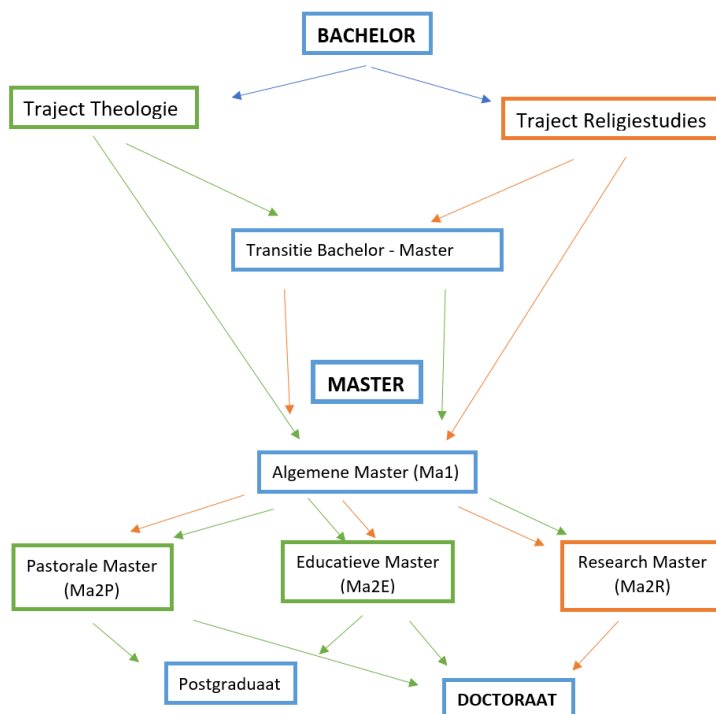 BACHELOR
Traject Theologie
Traject Religiestudies
Transitie Bachelor - Master
MASTER
Algemene Master (Ma1)
Pastorale Master
(Ma2P)
Educatieve Master
(Ma2E)
Research Master
(Ma2R)
Postgraduaat
DOCTORAAT